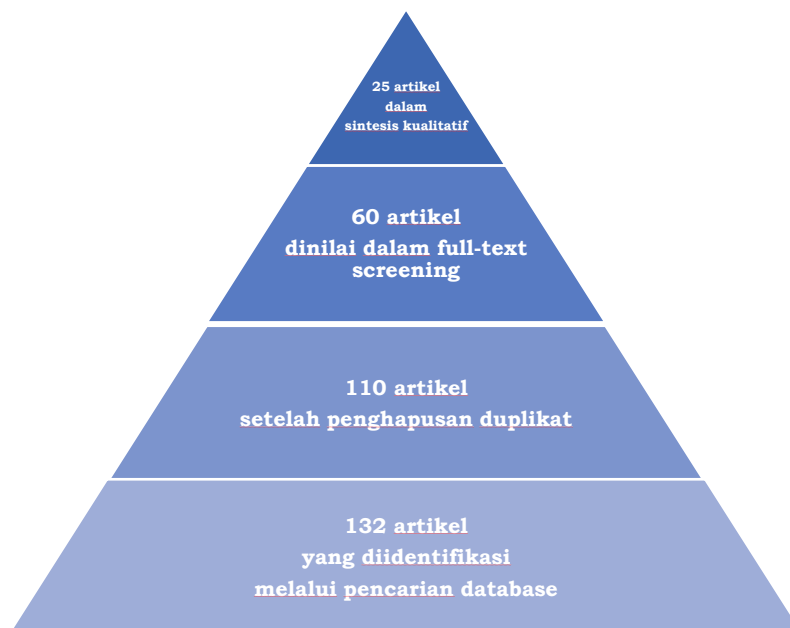 25 artikel
dalam
sintesis kualitatif
60 artikel
dinilai dalam full-text
screening
110 artikel
setelah penghapusan duplikat
132 artikel
yang diidentifikasi
melalui pencarian database